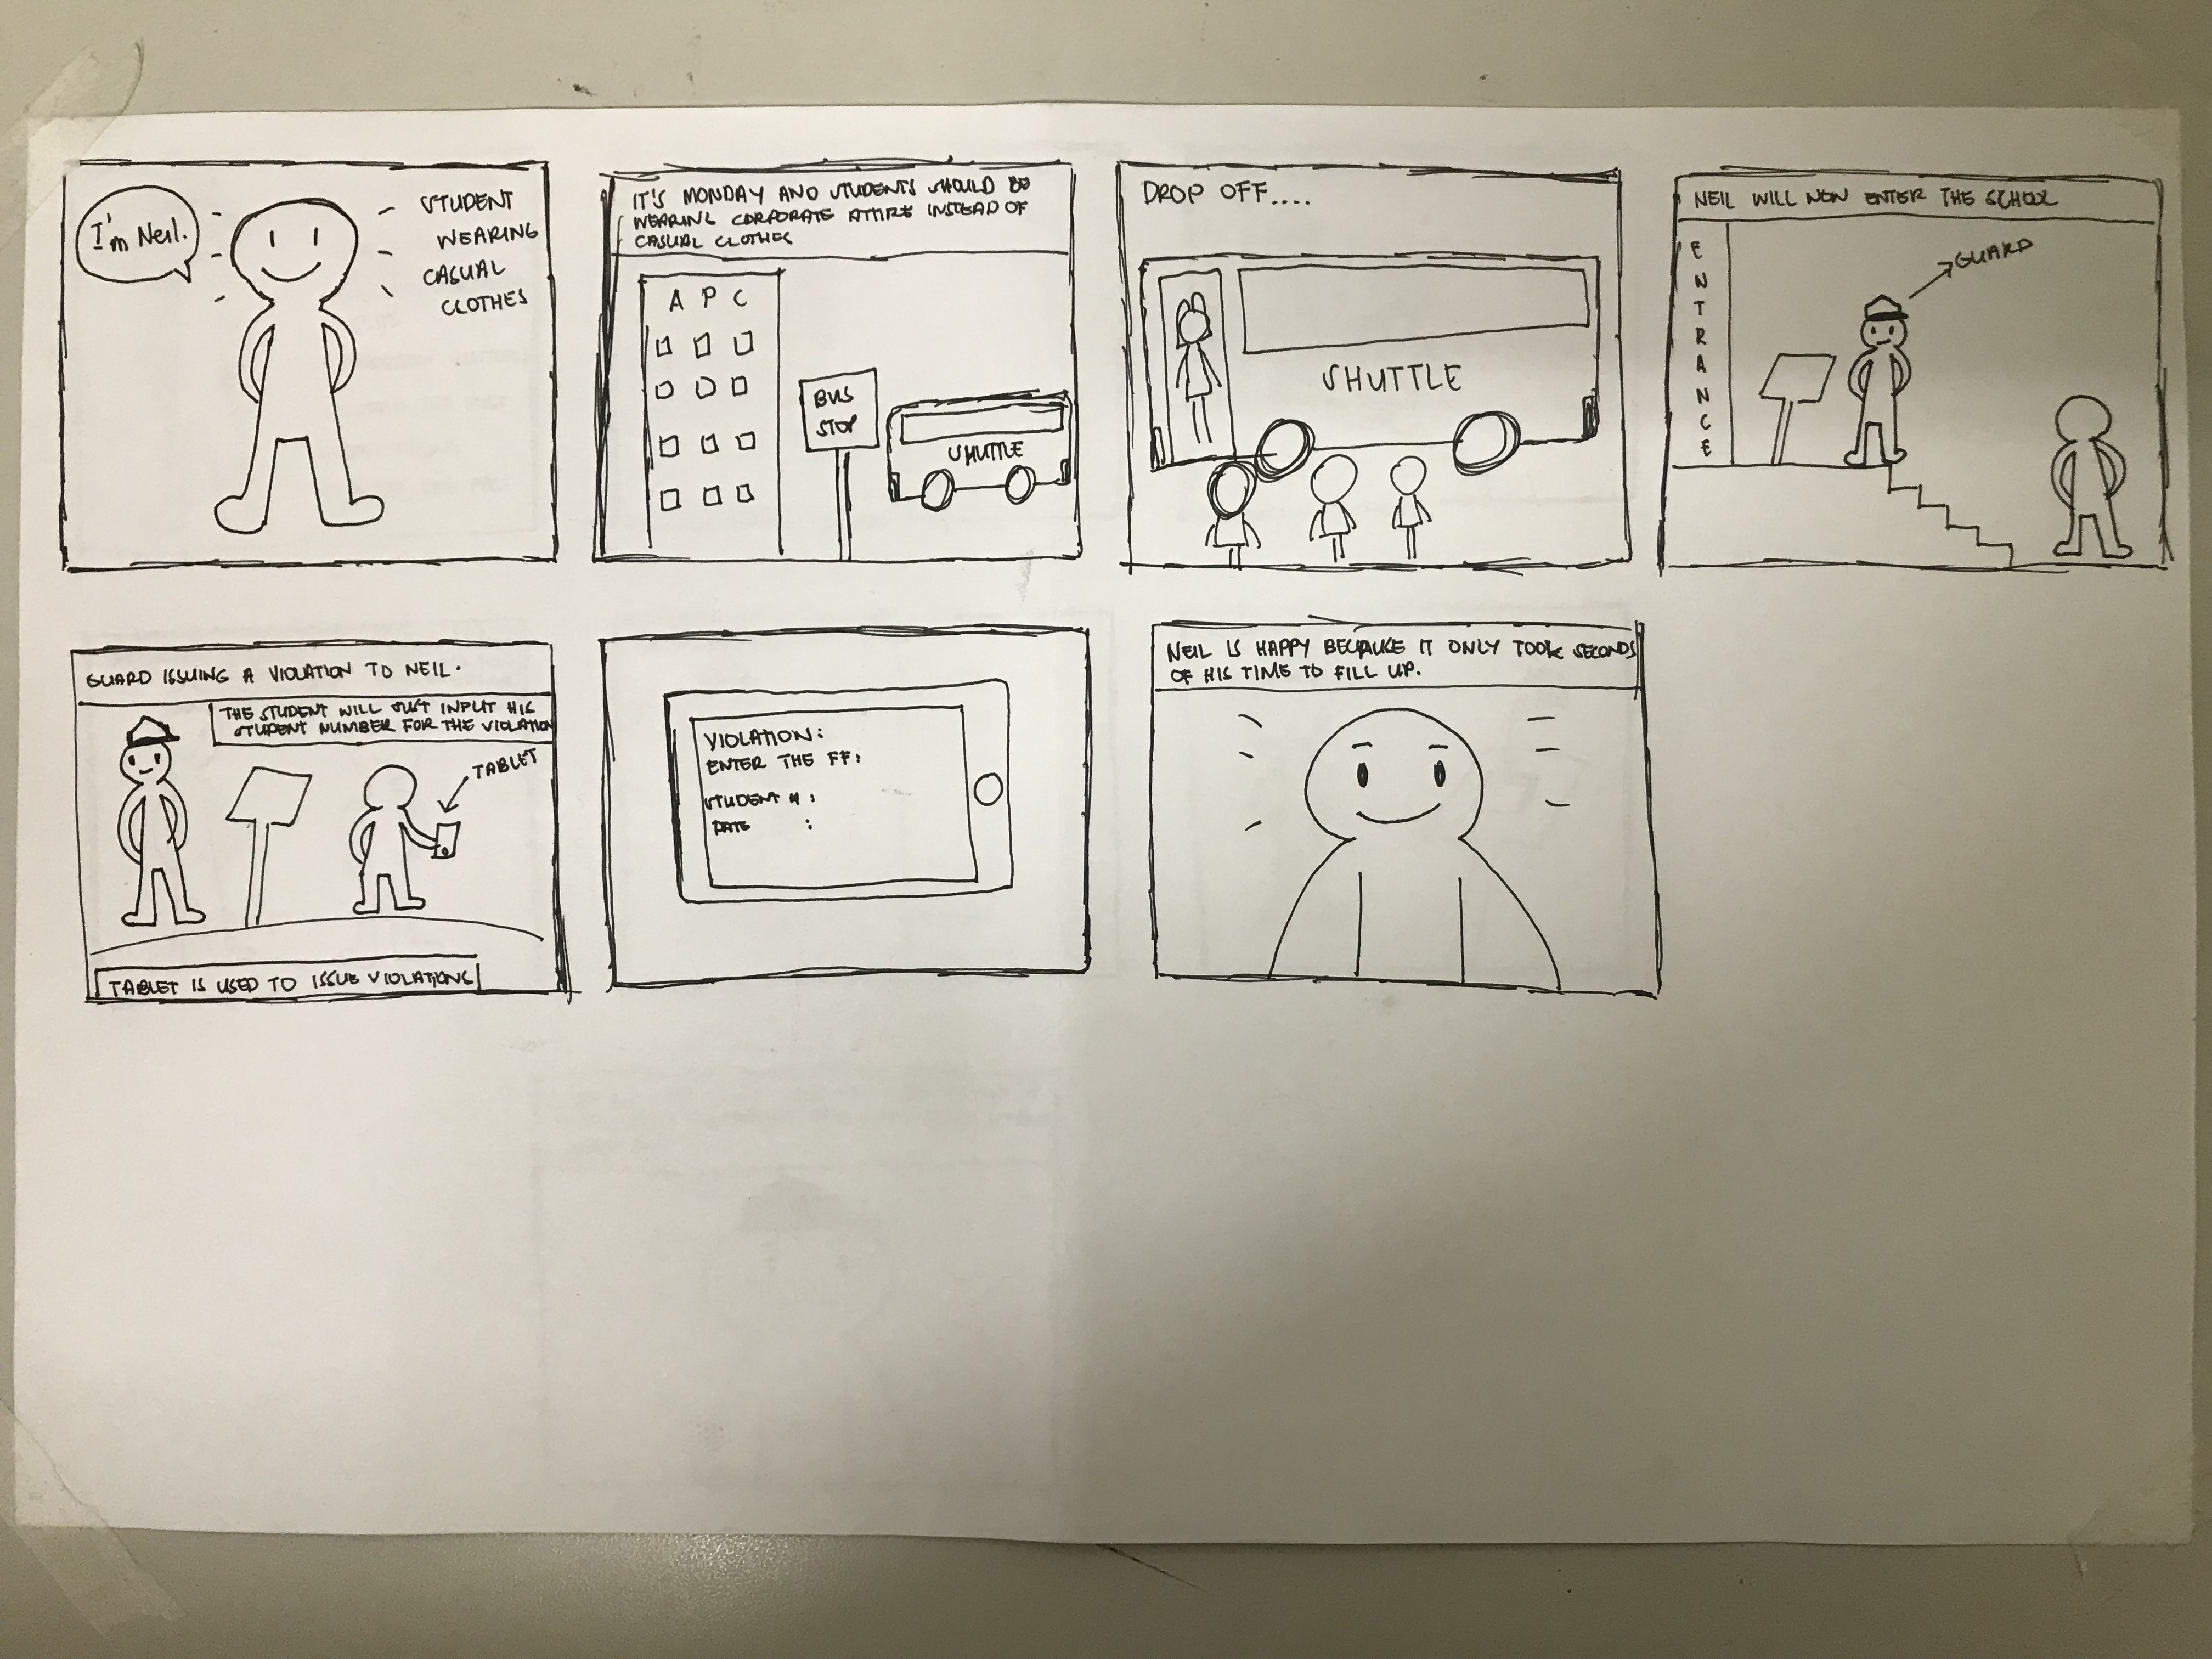 I'm Neil.
STUDENT
WEARING
CASUAL
CLOTHES
IT'S MONDAY AND STUDENTS SHOULD BE
WEARING CORPORATE ATTIRE INSTEAD OF
CASUAL CLOTHES
A P C
BUS
STOP
SHUTTLE
DROP OFF.....
SHUTTLE
NEIL WILL NOW ENTER THE SCHOOL
ENTRANCE
GUARD
GUARD ISSUING A VIOLATION TO NEIL.
THE STUDENT WILL JUST INPUT HIS
STUDENT NUMBER FOR THE VIOLATION
TABLET
TABLET IS USED TO ISSUE VIOLATIONS
VIOLATION:
ENTER THE FF:
STUDENT #:
DATE :
NEIL IS HAPPY BECAUSE IT ONLY TOOK SECONDS
OF HIS TIME TO FILL UP.